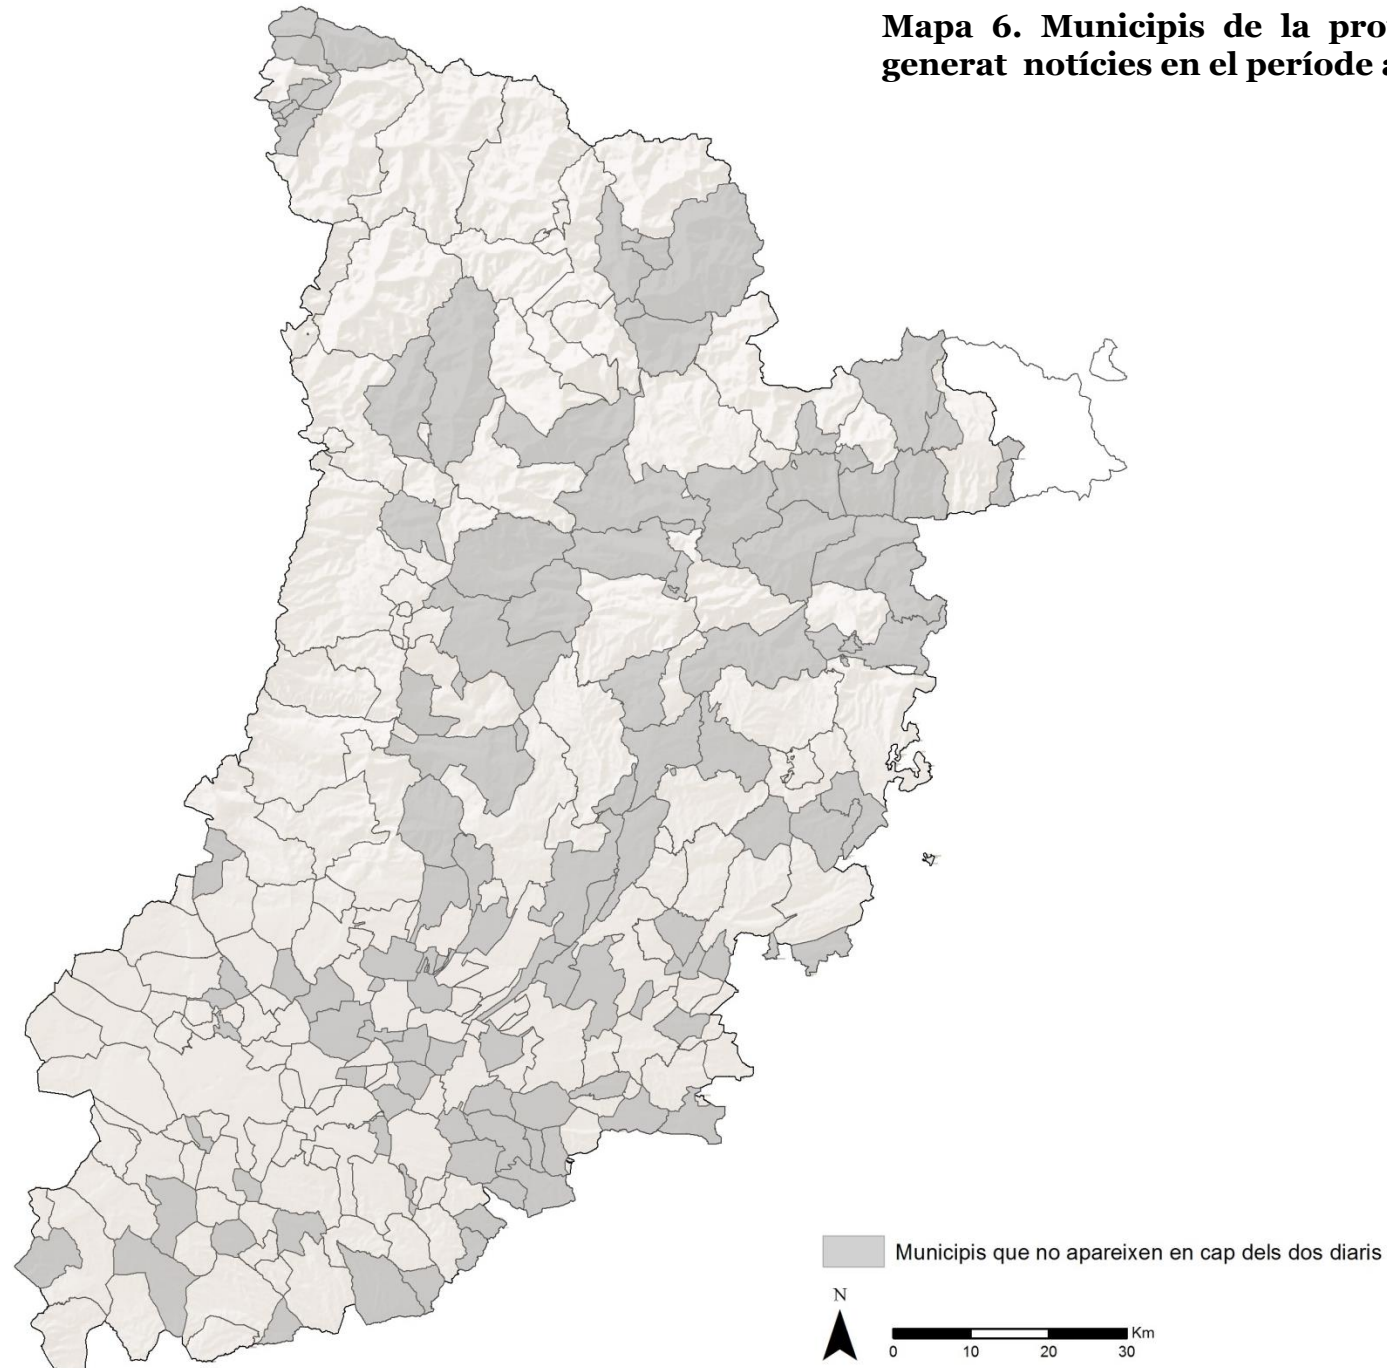 Mapa 6. Municipis de la
generat notícies en el període
Municipis que no apareixen en cap dels dos diaris
N
Km
0 10 20 30